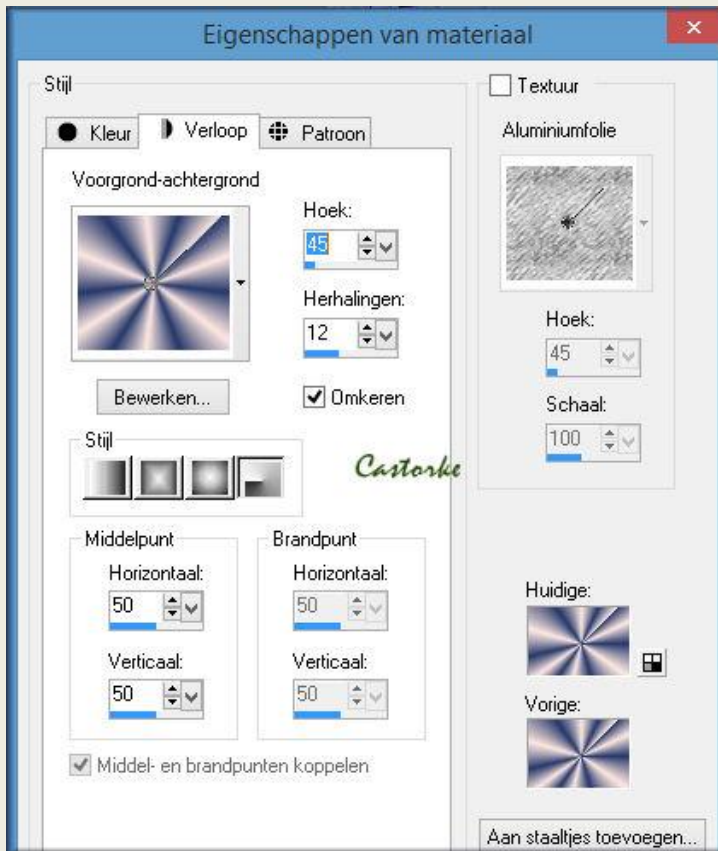 Eigenschappen van materiaal
Stijl
Kleur
Verloop
Patroon
Voorgrond-achtergrond
Hoek:
45
Herhalingen:
12
Bewerken...
Omkeren
Stijl
Castorke
Middelpunt
Horizontaal:
50
Verticaal:
50
Brandpunt
Horizontaal:
50
Verticaal:
50
Middel- en brandpunten koppelen
Textuur
Aluminiumfolie
Hoek:
45
Schaal:
100
Huidige:
Vorige:
Aan staaltjes toevoegen...